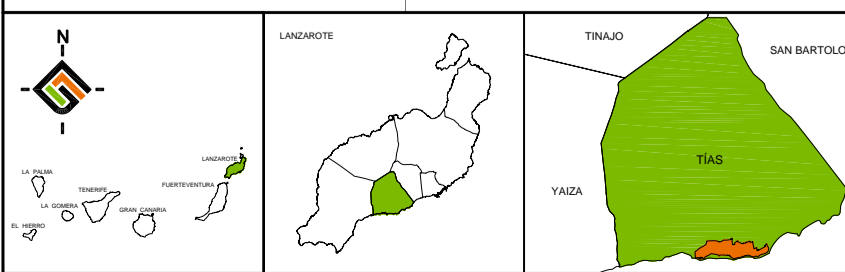 N
LANZAROTE
FUERTEVENTURA
LA PALMA
TENERIFE
LA GOMERA
GRAN CANARIA
EL HIERRO
LANZAROTE
TINAJO
SAN BARTOLO
TÍAS
YAIZA